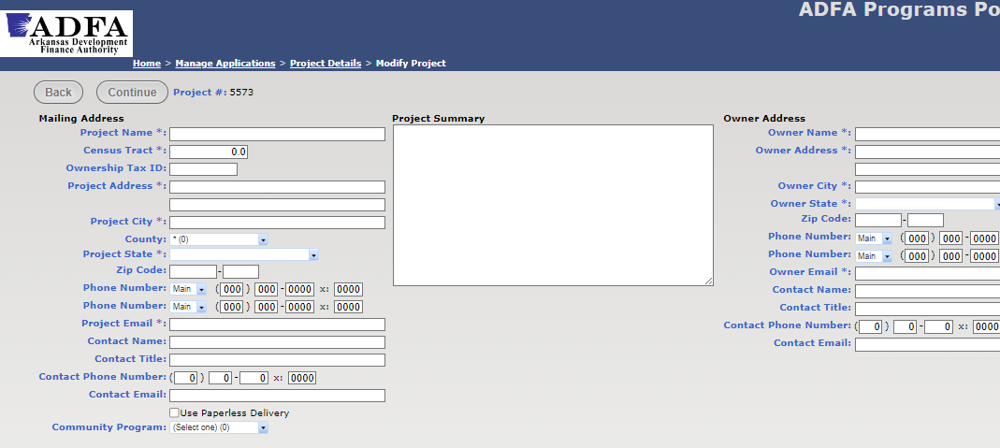 ADFA Programs Po
ADFA
Arkansas Development
Finance Authority
Home > Manage Applications > Project Details > Modify Project
Back Continue Project #: 5573
Mailing Address
Project Name *:
Census Tract *: 0.0
Ownership Tax ID:
Project Address *:
Project City *:
County: * (0)
Project State *:
Zip Code: -
Phone Number: Main (000) 000-0000 x: 0000
Phone Number: Main (000) 000-0000 x: 0000
Project Email *:
Contact Name:
Contact Title:
Contact Phone Number: (0) 0-0 x: 0000
Contact Email:
Use Paperless Delivery
Community Program: (Select one) (0)
Project Summary
Owner Address
Owner Name *:
Owner Address *:
Owner City *:
Owner State *:
Zip Code: -
Phone Number: Main (000) 000-0000
Phone Number: Main (000) 000-0000
Owner Email *:
Contact Name:
Contact Title:
Contact Phone Number: (0) 0-0 x: 0000
Contact Email: